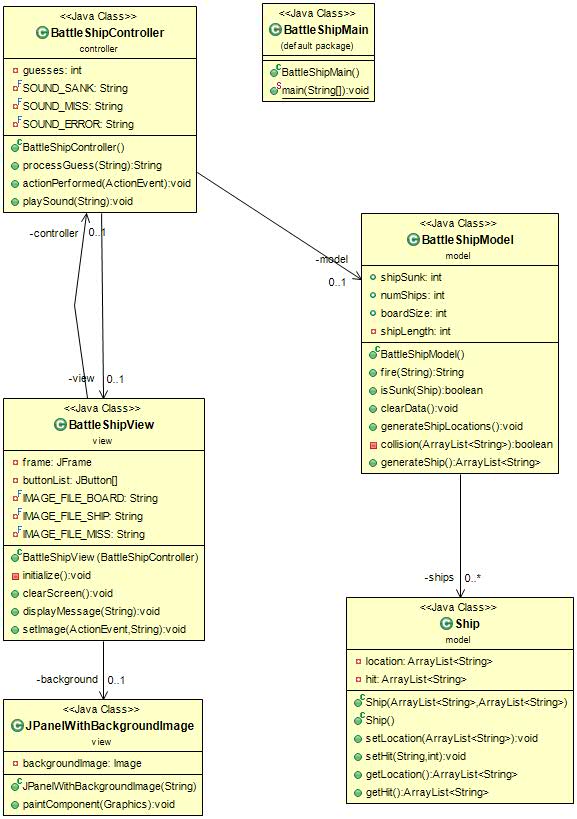 <<Java Class>>
BattleShipController
controller
guesses: int
SOUND_SANK: String
SOUND_MISS: String
SOUND_ERROR: String
BattleShipController()
processGuess(String):String
actionPerformed(ActionEvent):void
playSound(String):void
<<Java Class>>
BattleShipMain
(default package)
BattleShipMain()
main(String[]):void
-controller
0..1
-model
0..1
<<Java Class>>
BattleShipModel
model
shipSunk: int
numShips: int
boardSize: int
shipLength: int
BattleShipModel()
fire(String):String
isSunk(Ship):boolean
clearData():void
generateShipLocations():void
collision(ArrayList<String>):boolean
generateShip():ArrayList<String>
-view
0..1
<<Java Class>>
BattleShipView
view
frame: JFrame
buttonList: JButton[]
IMAGE_FILE_BOARD: String
IMAGE_FILE_SHIP: String
IMAGE_FILE_MISS: String
BattleShipView(BattleShipController)
initialize():void
clearScreen():void
displayMessage(String):void
setImage(ActionEvent,String):void
-ships
0..*
<<Java Class>>
Ship
model
location: ArrayList<String>
hit: ArrayList<String>
Ship(ArrayList<String>,ArrayList<String>)
Ship()
setLocation(ArrayList<String>):void
setHit(String,int):void
getLocation():ArrayList<String>
getHit():ArrayList<String>
-background
0..1
<<Java Class>>
JPanelWithBackgroundImage
view
backgroundImage: Image
JPanelWithBackgroundImage(String)
paintComponent(Graphics):void